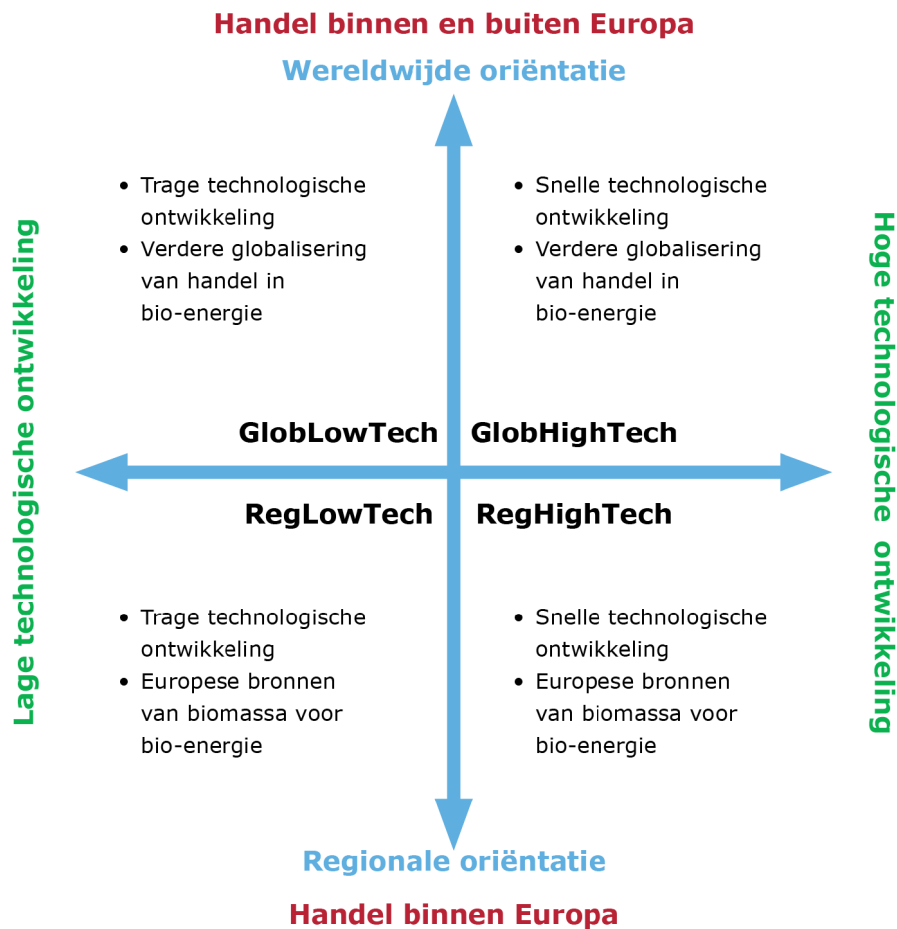 Handel binnen en buiten Europa
Wereldwijde oriëntatie
• Trage technologische
ontwikkeling
• Verdere globalisering
van handel in
bio-energie
• Snelle technologische
ontwikkeling
• Verdere globalisering
van handel in
bio-energie
Lage technologische ontwikkeling
Hoge technologische ontwikkeling
GlobLowTech
GlobHighTech
RegLowTech
RegHighTech
• Trage technologische
ontwikkeling
• Europese bronnen
van biomassa voor
bio-energie
• Snelle technologische
ontwikkeling
• Europese bronnen
van biomassa voor
bio-energie
Regionale oriëntatie
Handel binnen Europa